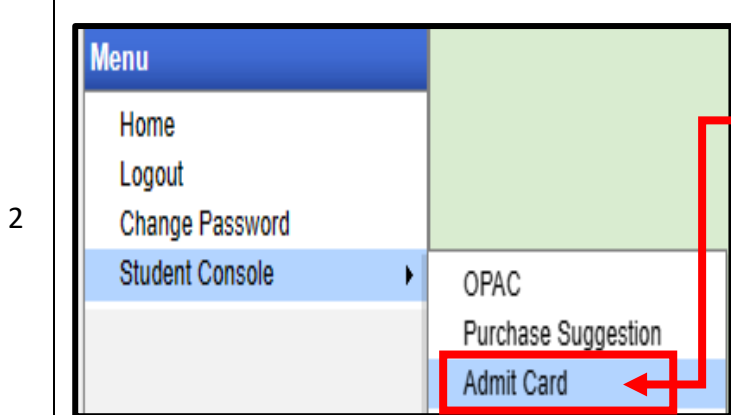 2
Menu
Home
Logout
Change Password
Student Console
OPAC
Purchase Suggestion
Admit Card